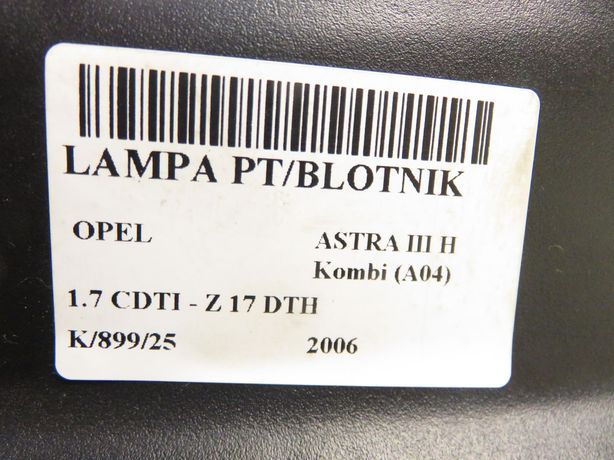 LAMPA PT/BLOTNIK
OPEL ASTRA III H
Kombi (A04)
1.7 CDTI - Z 17 DTH
K/899/25 2006